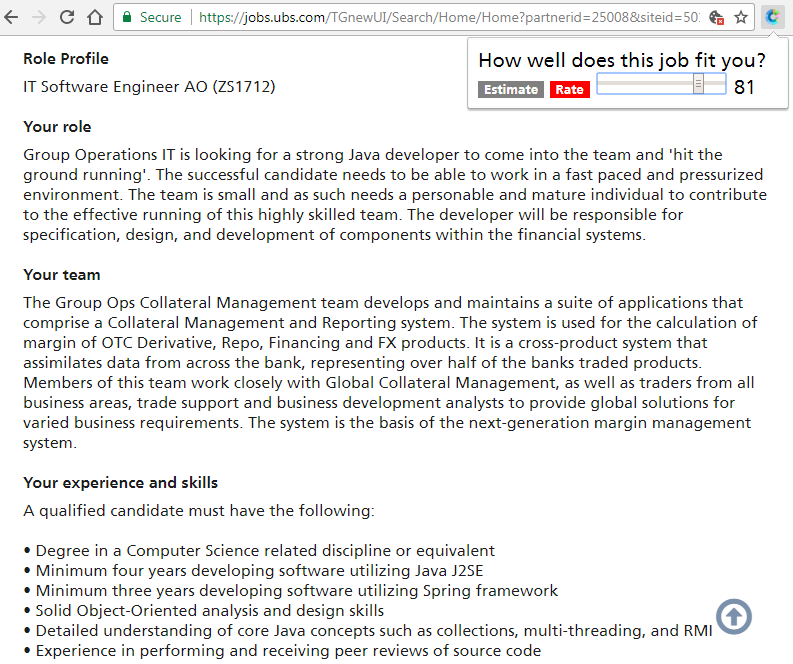 Secure https://jobs.ubs.com/TGnewUI/Search/Home/Home?partnerid=25008&siteid=50
How well does this job fit you?
Estimate Rate 81
Role Profile
IT Software Engineer AO (ZS1712)
Your role
Group Operations IT is looking for a strong Java developer to come into the team and 'hit the
ground running'. The successful candidate needs to be able to work in a fast paced and pressurized
environment. The team is small and as such needs a personable and mature individual to contribute
to the effective running of this highly skilled team. The developer will be responsible for
specification, design, and development of components within the financial systems.
Your team
The Group Ops Collateral Management team develops and maintains a suite of applications that
comprise a Collateral Management and Reporting system. The system is used for the calculation of
margin of OTC Derivative, Repo, Financing and FX products. It is a cross-product system that
assimilates data from across the bank, representing over half of the banks traded products.
Members of this team work closely with Global Collateral Management, as well as traders from all
business areas, trade support and business development analysts to provide global solutions for
varied business requirements. The system is the basis of the next-generation margin management
system.
Your experience and skills
A qualified candidate must have the following:
• Degree in a Computer Science related discipline or equivalent
• Minimum four years developing software utilizing Java J2SE
• Minimum three years developing software utilizing Spring framework
• Solid Object-Oriented analysis and design skills
• Detailed understanding of core Java concepts such as collections, multi-threading, and RMI
• Experience in performing and receiving peer reviews of source code